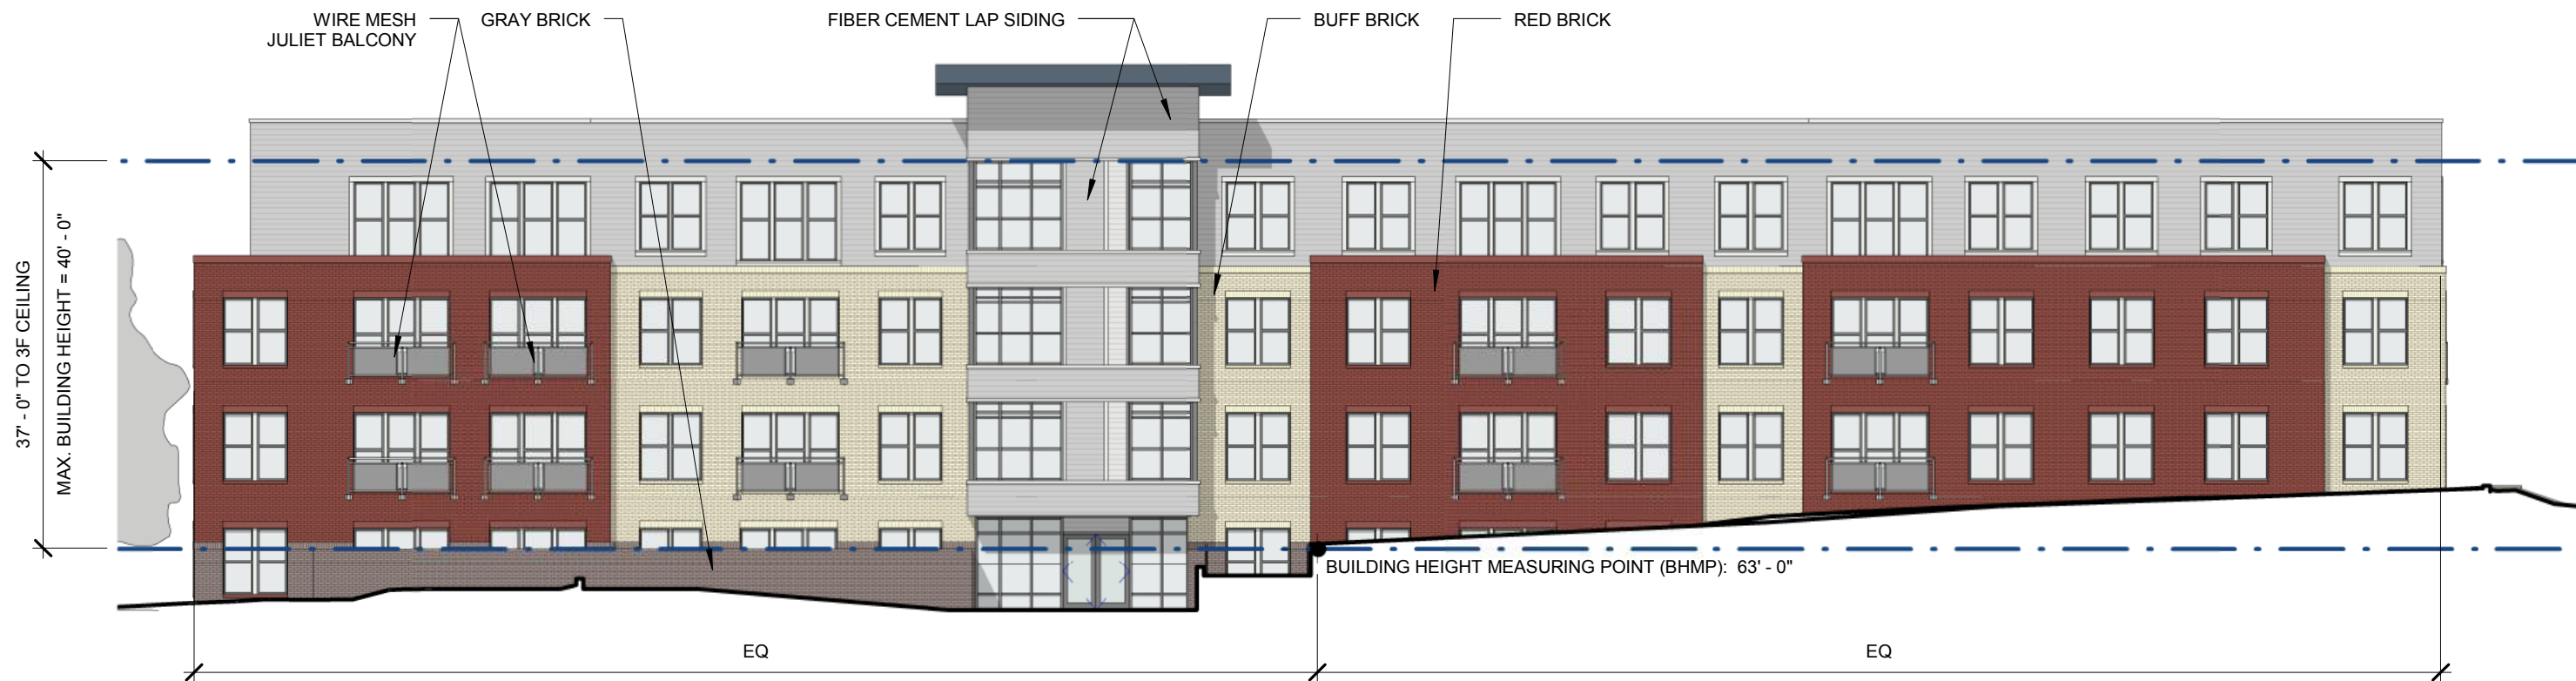 WIRE MESH
JULIET BALCONY
GRAY BRICK
FIBER CEMENT LAP SIDING
BUFF BRICK
RED BRICK
37' - 0" TO 3F CEILING
MAX. BUILDING HEIGHT = 40' - 0"
BUILDING HEIGHT MEASURING POINT (BHMP): 63' - 0"
EQ
EQ